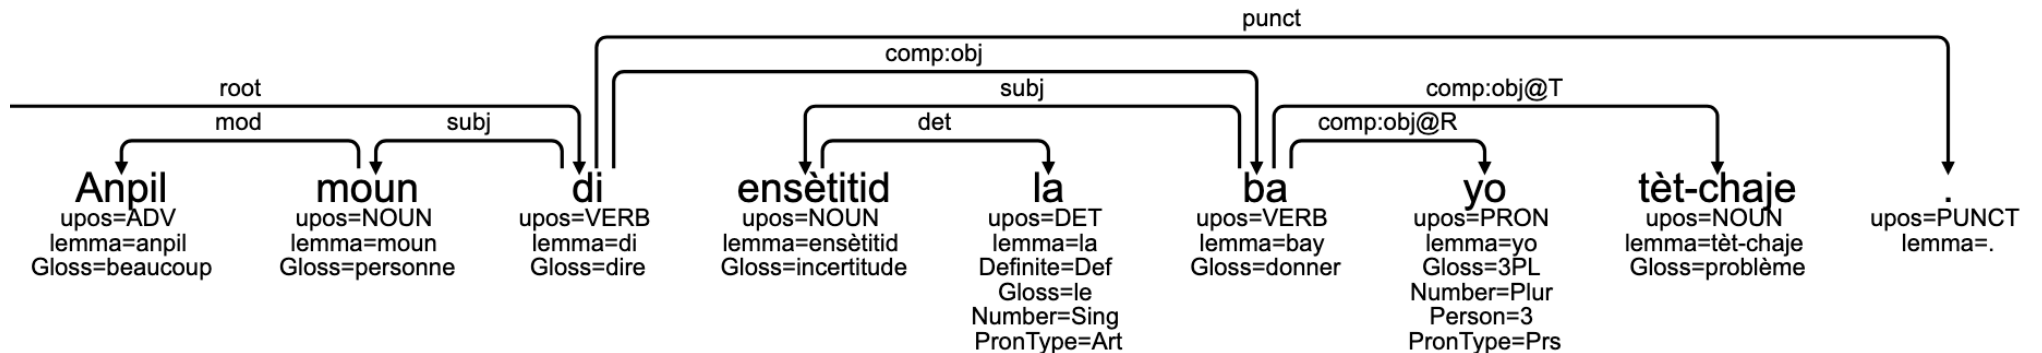 punct
comp:obj
root subj comp:obj@T
mod subj det comp:obj@R
Anpil moun di ensètitid la ba yo tèt-chaje .
upos=ADV upos=NOUN upos=VERB upos=NOUN upos=DET upos=VERB upos=PRON upos=NOUN upos=PUNCT
lemma=anpil lemma=moun lemma=di lemma=ensètitid lemma=la lemma=bay lemma=yo lemma=tèt-chaje lemma=.
Gloss=beaucoup Gloss=personne Gloss=dire Gloss=incertitude Definite=Def Gloss=donner Gloss=3PL Gloss=problème
Gloss=le Number=Plur
Number=Sing Person=3
PronType=Art PronType=Prs